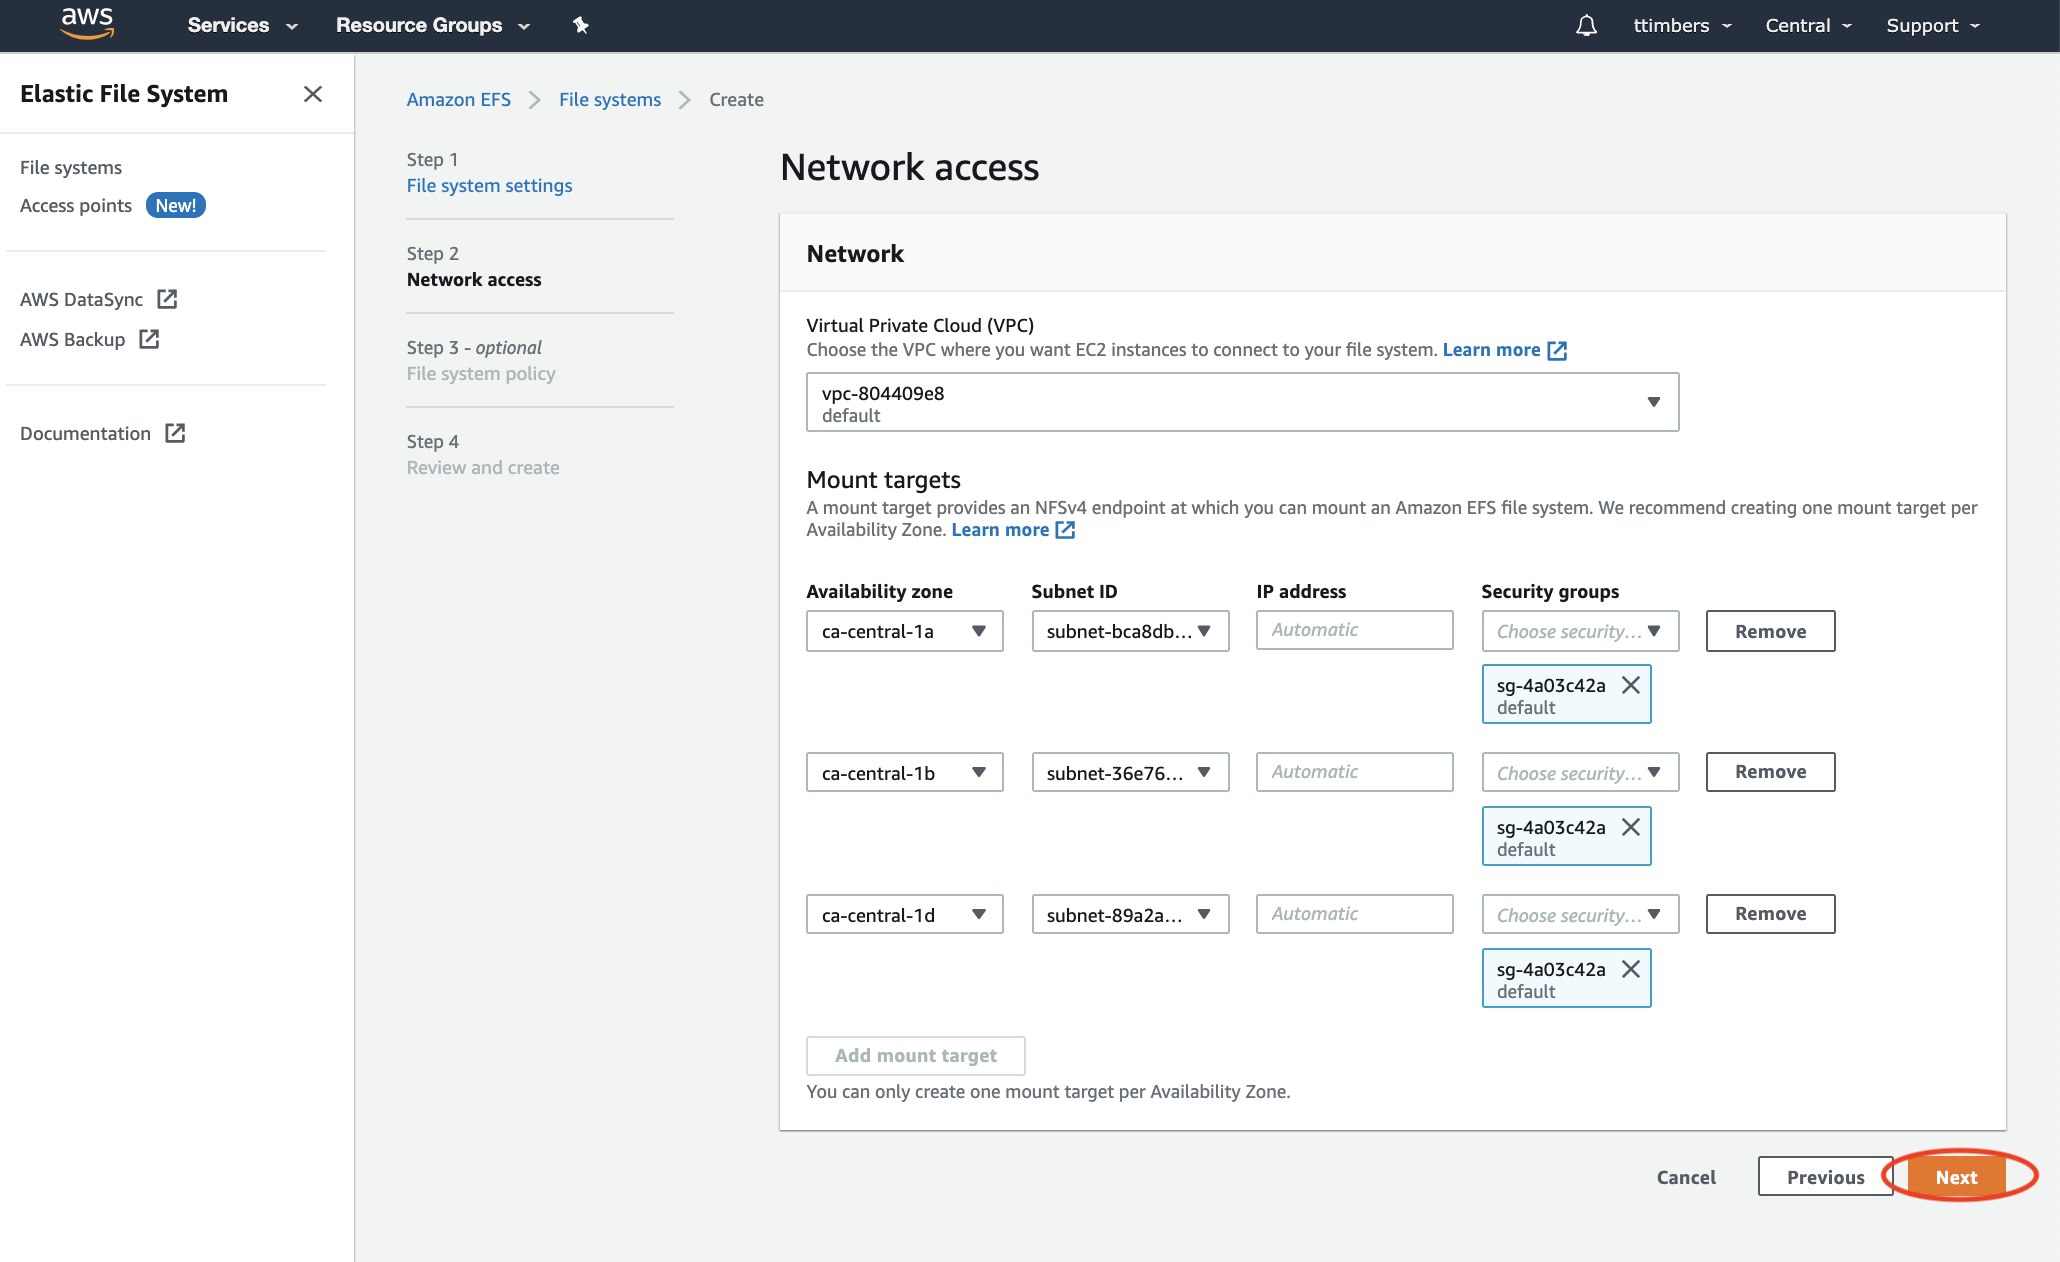 aws
Services
Resource Groups
ttimbers
Central
Support
Elastic File System
File systems
Access points New!
AWS DataSync
AWS Backup
Documentation
Amazon EFS
File systems
Create
Step 1
File system settings
Step 2
Network access
Step 3 - optional
File system policy
Step 4
Review and create
Network access
Network
Virtual Private Cloud (VPC)
Choose the VPC where you want EC2 instances to connect to your file system. Learn more
vpc-804409e8
default
Mount targets
A mount target provides an NFSv4 endpoint at which you can mount an Amazon EFS file system. We recommend creating one mount target per
Availability Zone. Learn more
Availability zone Subnet ID IP address Security groups
ca-central-1a subnet-bca8db... Automatic Choose security... Remove
sg-4a03c42a
default
ca-central-1b subnet-36e76... Automatic Choose security... Remove
sg-4a03c42a
default
ca-central-1d subnet-89a2a... Automatic Choose security... Remove
sg-4a03c42a
default
Add mount target
You can only create one mount target per Availability Zone.
Cancel Previous Next